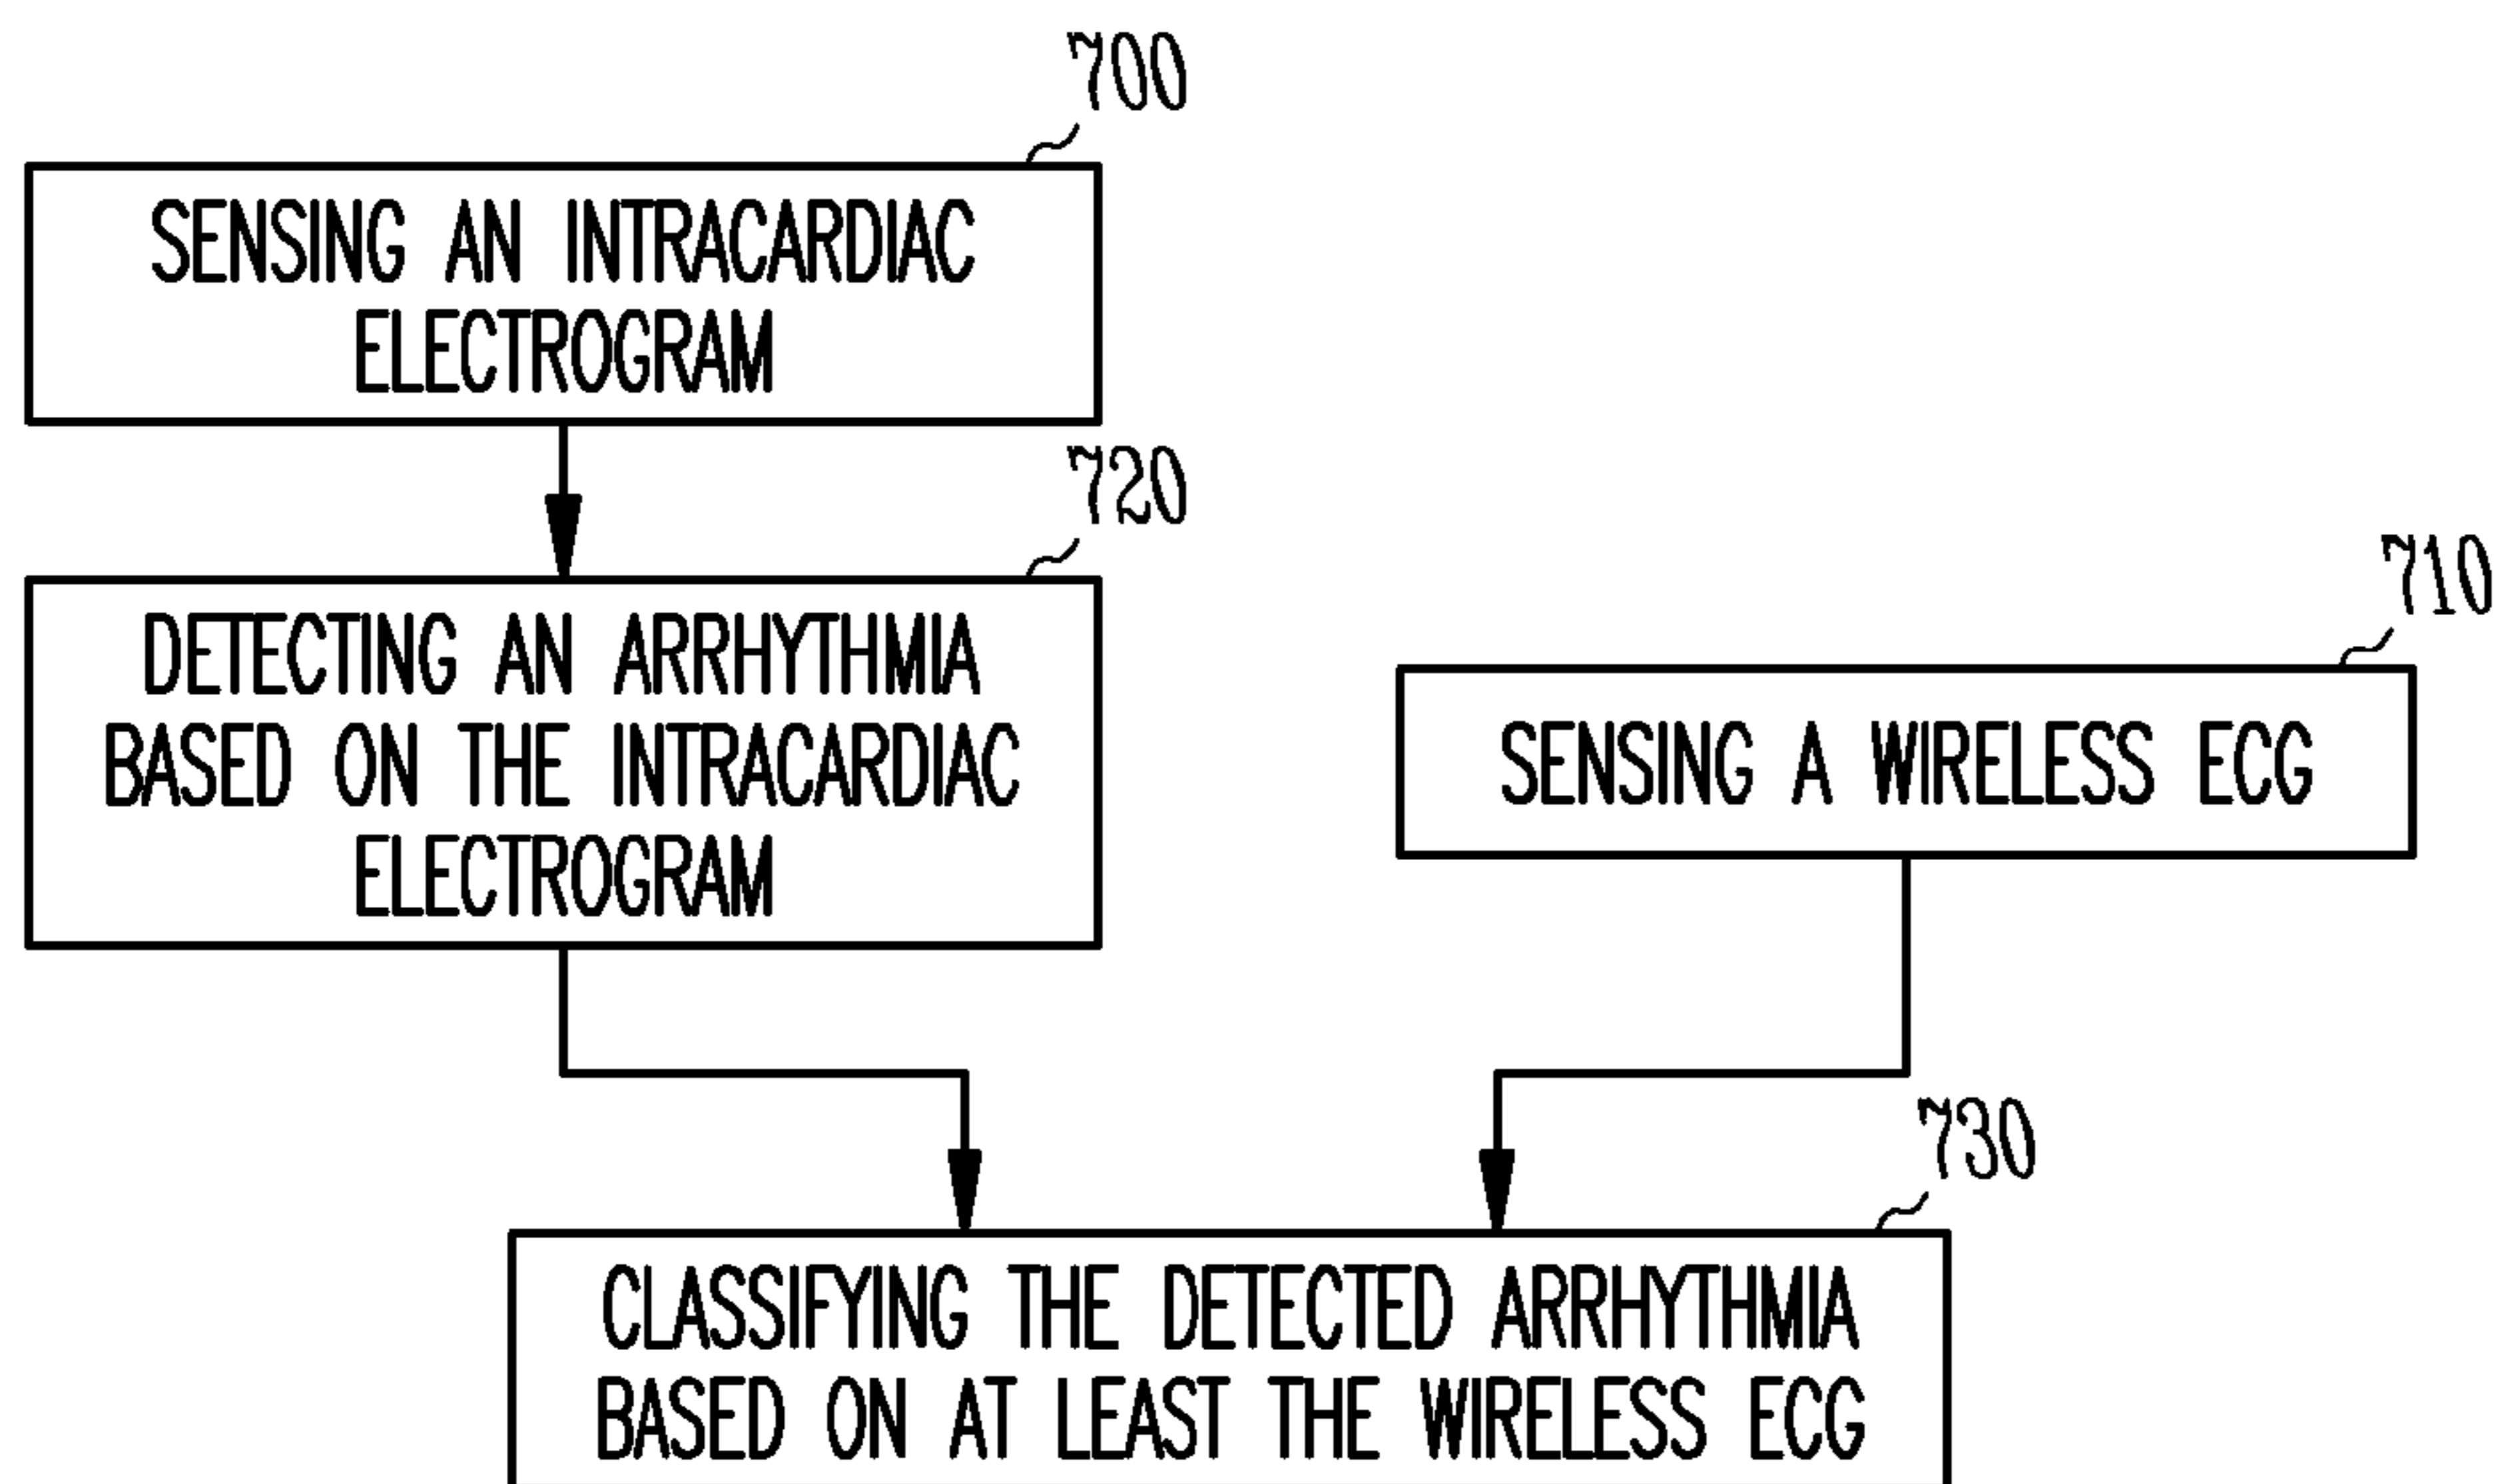 700
SENSING AN INTRACARDIAC
ELECTROGRAM
720
DETECTING AN ARRHYTHMIA
BASED ON THE INTRACARDIAC
ELECTROGRAM
710
SENSING A WIRELESS ECG
730
CLASSIFYING THE DETECTED ARRHYTHMIA
BASED ON AT LEAST THE WIRELESS ECG